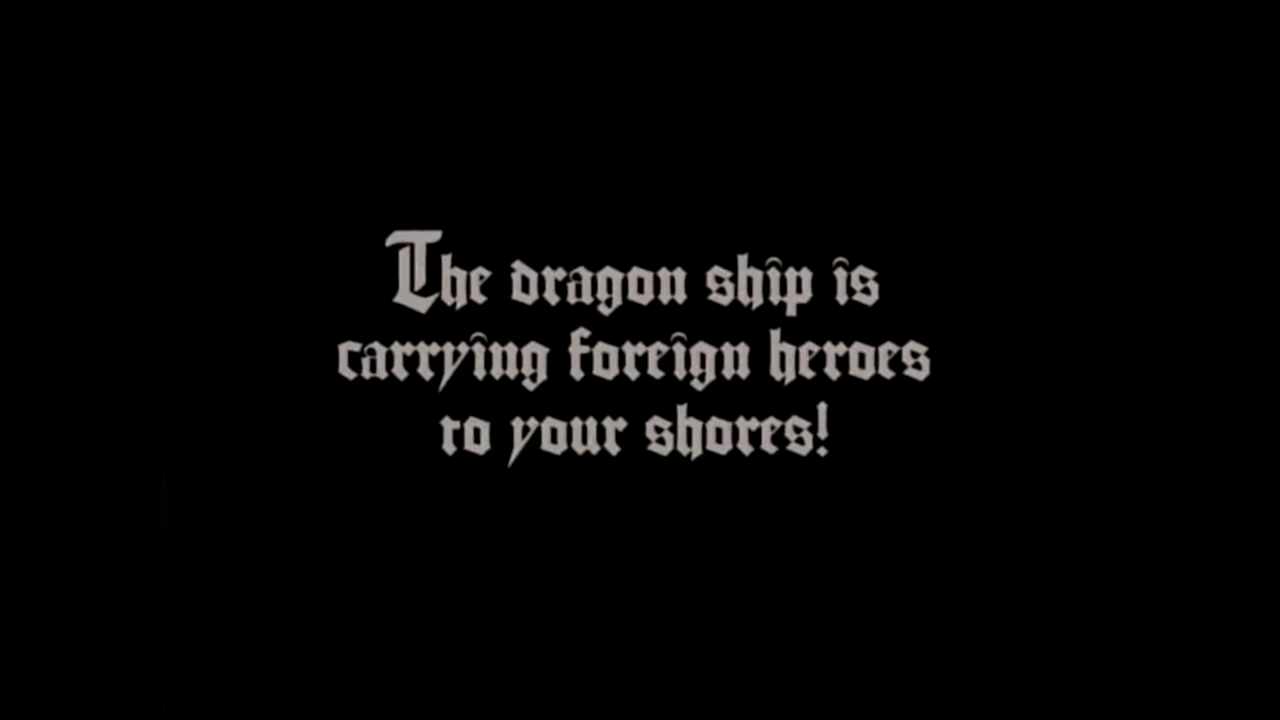 The dragon ship is
carrying foreign heroes
to your shores!